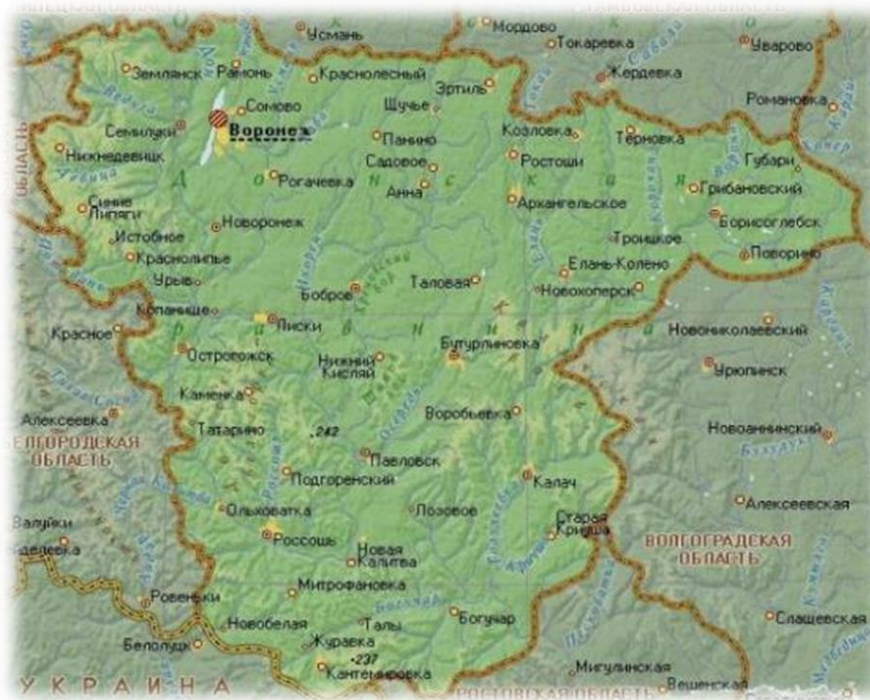 Усмань
Мордово
Токаревка
Уварово
Савала
Жердевка
Романовка
Землянск
Рамонь
Краснолесный
Эртиль
Щучье
Сомово
Семилуки
Воронеж
Панино
Козловка
Терновка
Нижнедевицк
Садовое
Ростоши
Губари
Анна
Рогачевка
Грибановский
Архангельское
Синие
Липяги
Борисоглебск
Новоронеж
Истобное
Троицкое
Краснолипье
Поворино
Елань-Колено
Урыв
Бобров
Таловая
Новохоперск
Копанище
Лиски
Красное
Новониколаевский
Острогожск
Бутурлиновка
Нижний
Кисляй
Урюпинск
Каменка
Воробьевка
Алексеевка
Татарино
.242
Новоаннинский
БЕЛГОРОДСКАЯ
ОБЛАСТЬ
Павловск
Подгоренский
Калач
Алексеевская
Ольховатка
Лозовое
Старая
Криуша
Валуйки
Россошь
ВОЛГОГРАДСКАЯ
ОБЛАСТЬ
Новая
Калитва
Митрофановка
Ровеньки
Богучар
Слащевская
Новобелая
Талы
Журавка
Белолуцк
·237
Кантемировка
Мигулинская
Вешенская
УКРАИНА
РОСТОВСКАЯ ОБЛАСТЬ